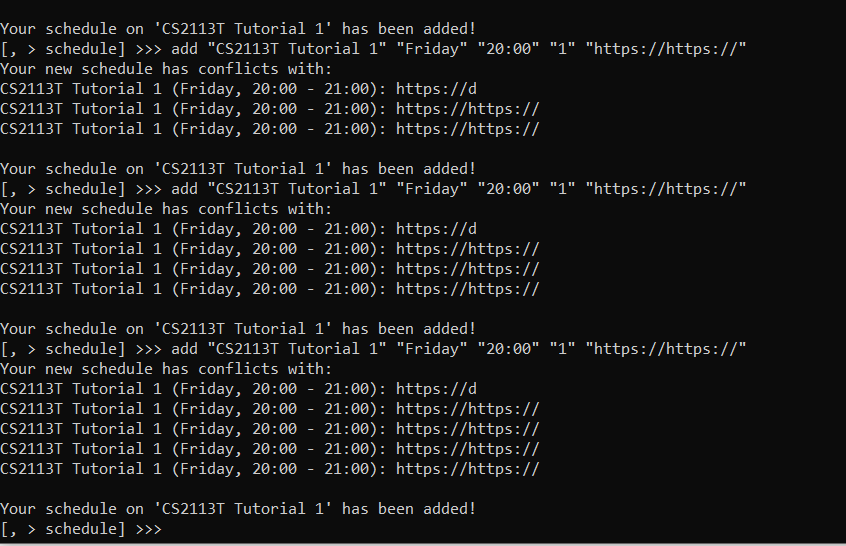 Your schedule on 'CS2113T Tutorial 1' has been added!
[, > schedule] >>> add "CS2113T Tutorial 1" "Friday" "20:00" "1" "https://https://"
Your new schedule has conflicts with:
CS2113T Tutorial 1 (Friday, 20:00 - 21:00): https://d
CS2113T Tutorial 1 (Friday, 20:00 - 21:00): https://https://
CS2113T Tutorial 1 (Friday, 20:00 - 21:00): https://https://
Your schedule on 'CS2113T Tutorial 1' has been added!
[, > schedule] >>> add "CS2113T Tutorial 1" "Friday" "20:00" "1" "https://https://"
Your new schedule has conflicts with:
CS2113T Tutorial 1 (Friday, 20:00 - 21:00): https://d
CS2113T Tutorial 1 (Friday, 20:00 - 21:00): https://https://
CS2113T Tutorial 1 (Friday, 20:00 - 21:00): https://https://
CS2113T Tutorial 1 (Friday, 20:00 - 21:00): https://https://
Your schedule on 'CS2113T Tutorial 1' has been added!
[, > schedule] >>> add "CS2113T Tutorial 1" "Friday" "20:00" "1" "https://https://"
Your new schedule has conflicts with:
CS2113T Tutorial 1 (Friday, 20:00 - 21:00): https://d
CS2113T Tutorial 1 (Friday, 20:00 - 21:00): https://https://
CS2113T Tutorial 1 (Friday, 20:00 - 21:00): https://https://
CS2113T Tutorial 1 (Friday, 20:00 - 21:00): https://https://
CS2113T Tutorial 1 (Friday, 20:00 - 21:00): https://https://
Your schedule on 'CS2113T Tutorial 1' has been added!
[, > schedule] >>>